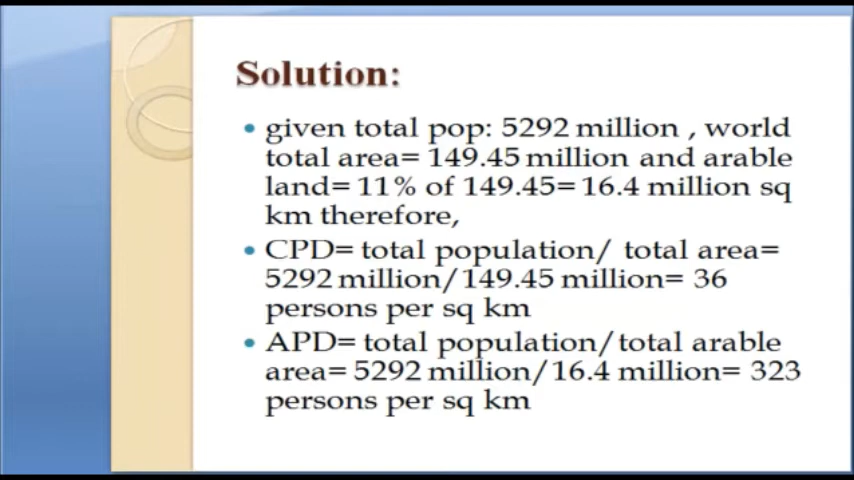 Solution:
• given total pop: 5292 million , world
total area= 149.45 million and arable
land= 11% of 149.45= 16.4 million sq
km therefore,
• CPD= total population/ total area=
5292 million/149.45 million= 36
persons per sq km
• APD= total population/total arable
area= 5292 million/16.4 million= 323
persons per sq km